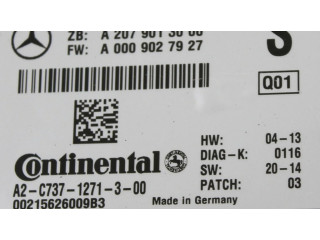 ZB: A 207 901 30 00
FW: A 000 902 79 27
S
Q01
Continental
A2-C737-1271-3-00
00215626009B3
HW: 04-13
DIAG-K: 0116
SW: 20-14
PATCH: 03
Made in Germany